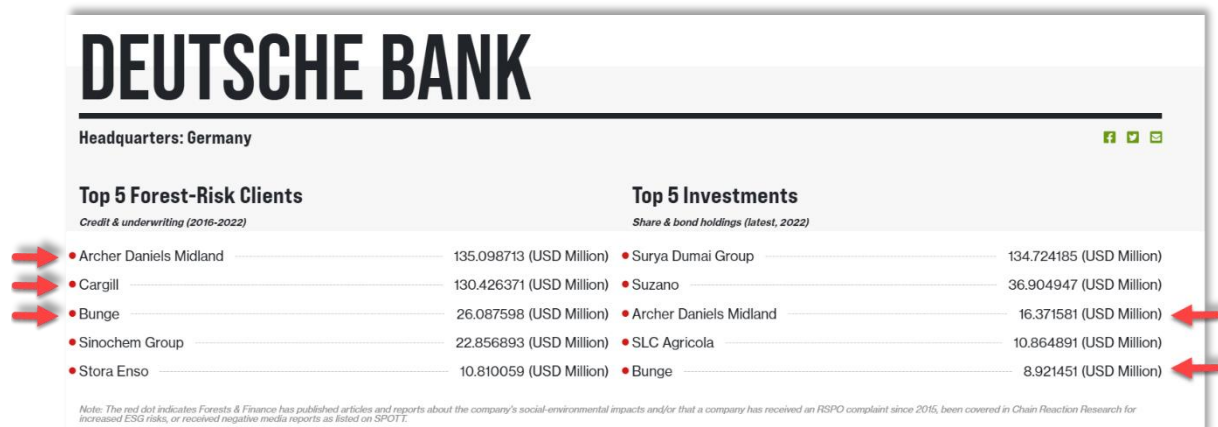 DEUTSCHE BANK
Headquarters: Germany
Top 5 Forest-Risk Clients
Credit & underwriting (2016-2022)
Archer Daniels Midland 135.098713 (USD Million)
Cargill 130.426371 (USD Million)
Bunge 26.087598 (USD Million)
Sinochem Group 22.856893 (USD Million)
Stora Enso 10.810059 (USD Million)
Top 5 Investments
Share & bond holdings (latest, 2022)
Surya Dumai Group 134.724185 (USD Million)
Suzano 36.904947 (USD Million)
Archer Daniels Midland 16.371581 (USD Million)
SLC Agricola 10.864891 (USD Million)
Bunge 8.921451 (USD Million)
Note: The red dot indicates Forests & Finance has published articles and reports about the company's social-environmental impacts and/or that a company has received an RSPO complaint since 2015, been covered in Chain Reaction Research for
increased ESG risks, or received negative media reports as listed on SPOTT.